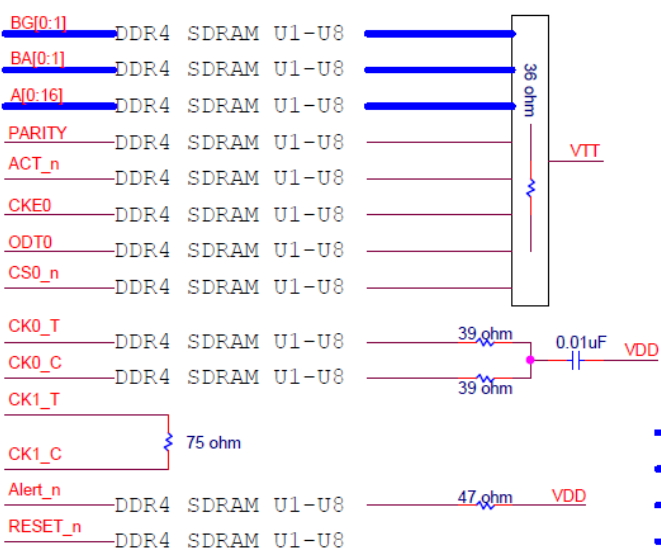 BG[0:1] DDR4 SDRAM U1-U8
BA[0:1] DDR4 SDRAM U1-U8
A[0:16] DDR4 SDRAM U1-U8
36 ohm
PARITY DDR4 SDRAM U1-U8
VTT
ACT_n DDR4 SDRAM U1-U8
CKE0 DDR4 SDRAM U1-U8
ODT0 DDR4 SDRAM U1-U8
CS0_n DDR4 SDRAM U1-U8
CK0_T DDR4 SDRAM U1-U8 39 ohm
0.01uF VDD
CK0_C DDR4 SDRAM U1-U8 39 ohm
CK1_T
75 ohm
CK1_C
Alert_n DDR4 SDRAM U1-U8 47 ohm VDD
RESET_n DDR4 SDRAM U1-U8